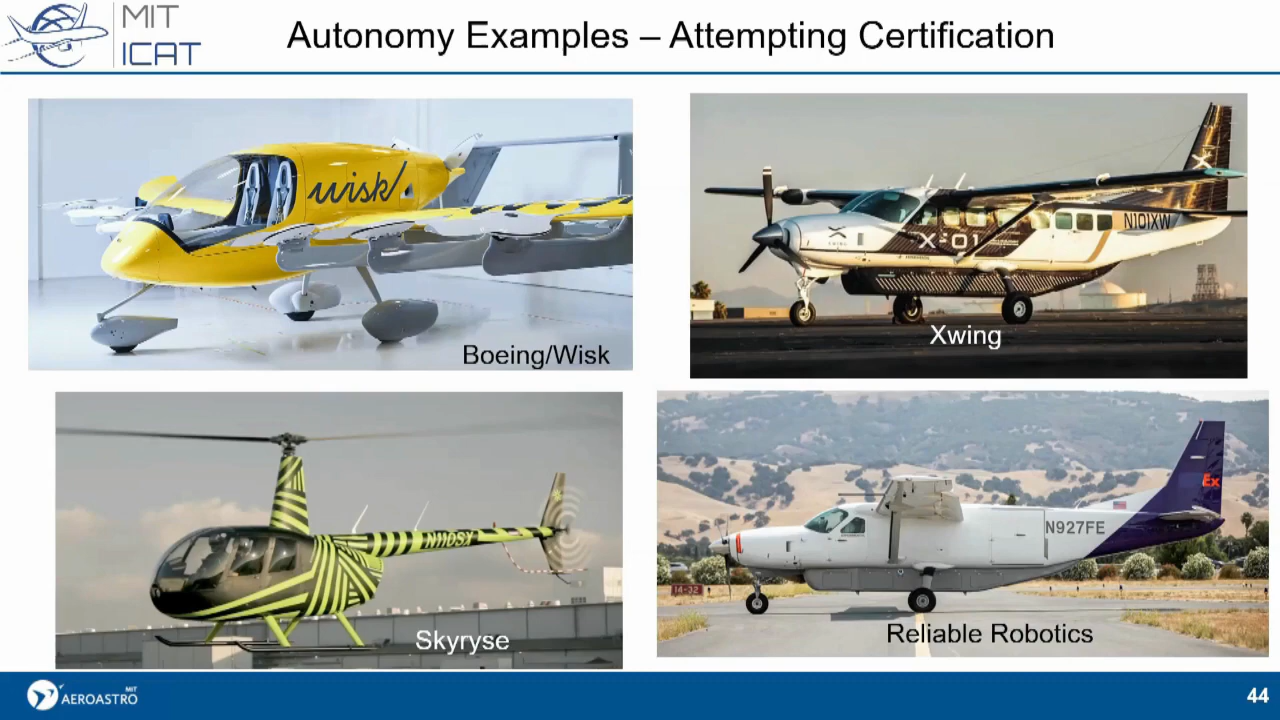 MIT
ICAT
Autonomy Examples – Attempting Certification
wisk/
Boeing/Wisk
X-01
N101XW
Xwing
N110SY
Skyryse
Ex
N927FE
14-32
Reliable Robotics
MIT
AEROASTRO
44